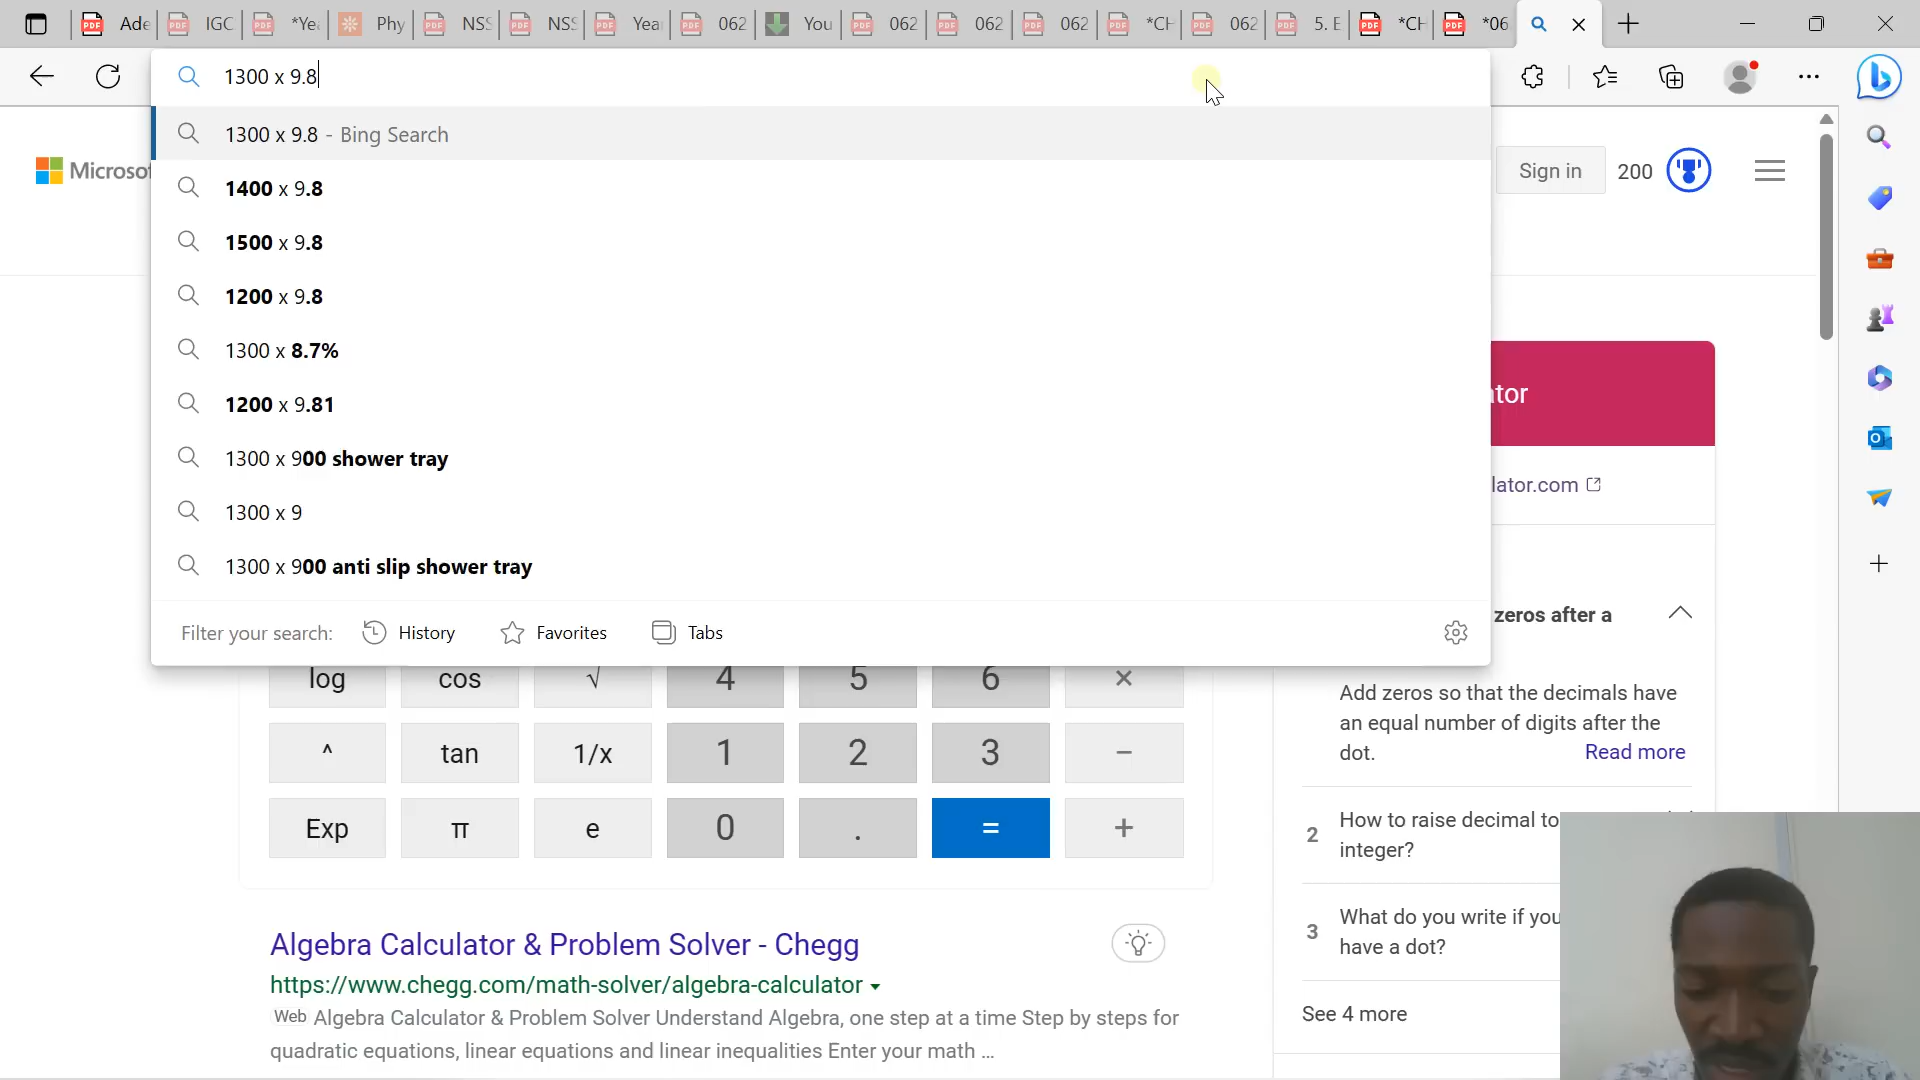 Ade IGC *Yea Phy NSS NSS Yea 062 You 062 062 062 *CH 062 5. E *CH *06
1300 x 9.8
1300 x 9.8 - Bing Search
Microsof
Sign in 200
1400 x 9.8
1500 x 9.8
1200 x 9.8
1300 x 8.7%
1200 x 9.81
1300 x 900 shower tray
1300 x 9
1300 x 900 anti slip shower tray
Filter your search: History Favorites Tabs
ator
lator.com
zeros after a
Add zeros so that the decimals have
an equal number of digits after the
dot. Read more
2 How to raise decimal to
integer?
3 What do you write if you
have a dot?
See 4 more
log cos √ 4 5 6 ×
^ tan 1/x 1 2 3 −
Exp π e 0 . = +
Algebra Calculator & Problem Solver - Chegg
https://www.chegg.com/math-solver/algebra-calculator
Web Algebra Calculator & Problem Solver Understand Algebra, one step at a time Step by steps for
quadratic equations, linear equations and linear inequalities Enter your math ...